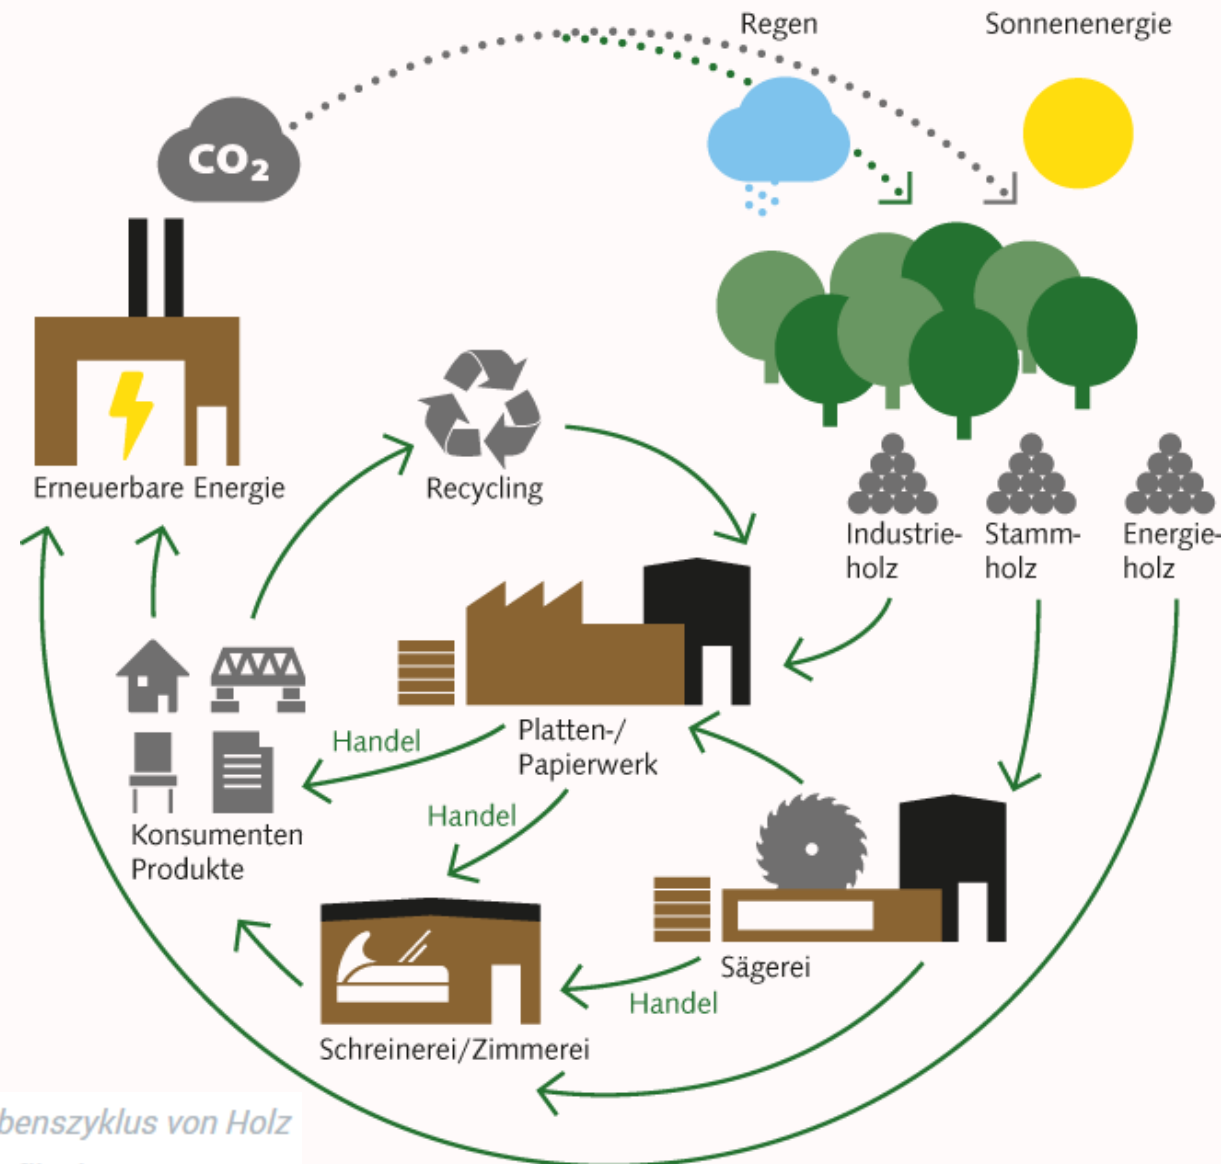 Regen
Sonnenenergie
CO₂
Erneuerbare Energie
Recycling
Industrie-
holz
Stamm-
holz
Energie-
holz
Handel
Platten-/
Papierwerk
Handel
Konsumenten
Produkte
Sägerei
Handel
Schreinerei/Zimmerei
von Holz